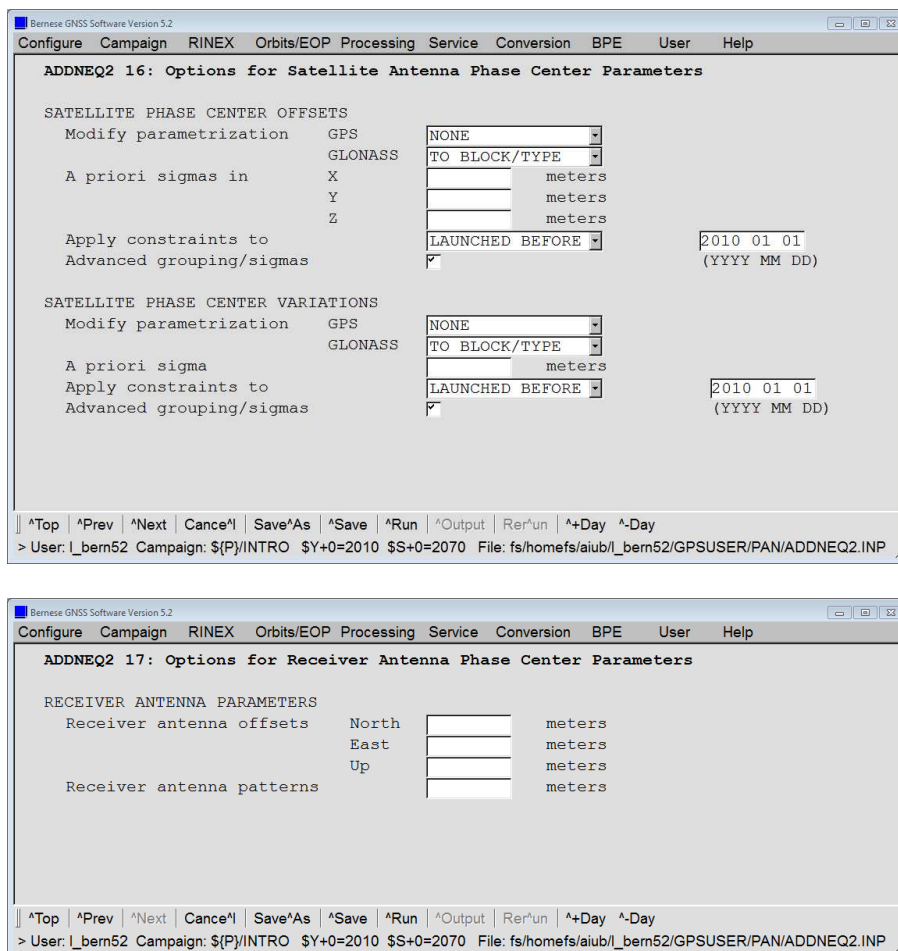 Bernese GNSS Software Version 5.2
Configure Campaign RINEX Orbits/EOP Processing Service Conversion BPE User Help
ADDNEQ2 16: Options for Satellite Antenna Phase Center Parameters
SATELLITE PHASE CENTER OFFSETS
Modify parametrization GPS NONE
GLONASS TO BLOCK/TYPE
A priori sigmas in X meters
Y meters
Z meters
Apply constraints to LAUNCHED BEFORE 2010 01 01
Advanced grouping/sigmas (YYYY MM DD)
SATELLITE PHASE CENTER VARIATIONS
Modify parametrization GPS NONE
GLONASS TO BLOCK/TYPE
A priori sigma meters
Apply constraints to LAUNCHED BEFORE 2010 01 01
Advanced grouping/sigmas (YYYY MM DD)
^Top | ^Prev | ^Next | Cance^l | Save^As | ^Save | ^Run | ^Output | Rer^un | ^+Day ^-Day
> User: l_bern52 Campaign: ${P}/INTRO $Y+0=2010 $S+0=2070 File: fs/homefs/aiub/l_bern52/GPSUSER/PAN/ADDNEQ2.INP
Bernese GNSS Software Version 5.2
Configure Campaign RINEX Orbits/EOP Processing Service Conversion BPE User Help
ADDNEQ2 17: Options for Receiver Antenna Phase Center Parameters
RECEIVER ANTENNA PARAMETERS
Receiver antenna offsets North meters
East meters
Up meters
Receiver antenna patterns meters
^Top | ^Prev | ^Next | Cance^l | Save^As | ^Save | ^Run | ^Output | Rer^un | ^+Day ^-Day
> User: l_bern52 Campaign: ${P}/INTRO $Y+0=2010 $S+0=2070 File: fs/homefs/aiub/l_bern52/GPSUSER/PAN/ADDNEQ2.INP